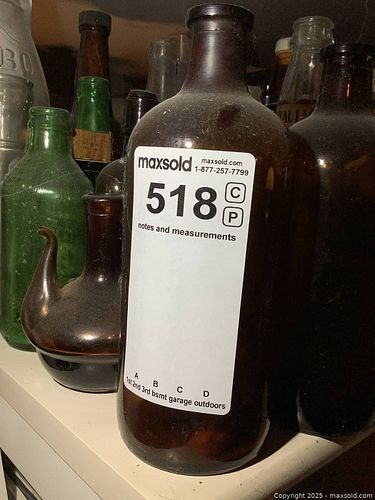 maxsold maxsold.com
1-877-257-7799
518 C
P
notes and measurements
A B C D
1st 2nd 3rd bsmt garage outdoors
Copyright 2025 - maxsold.com